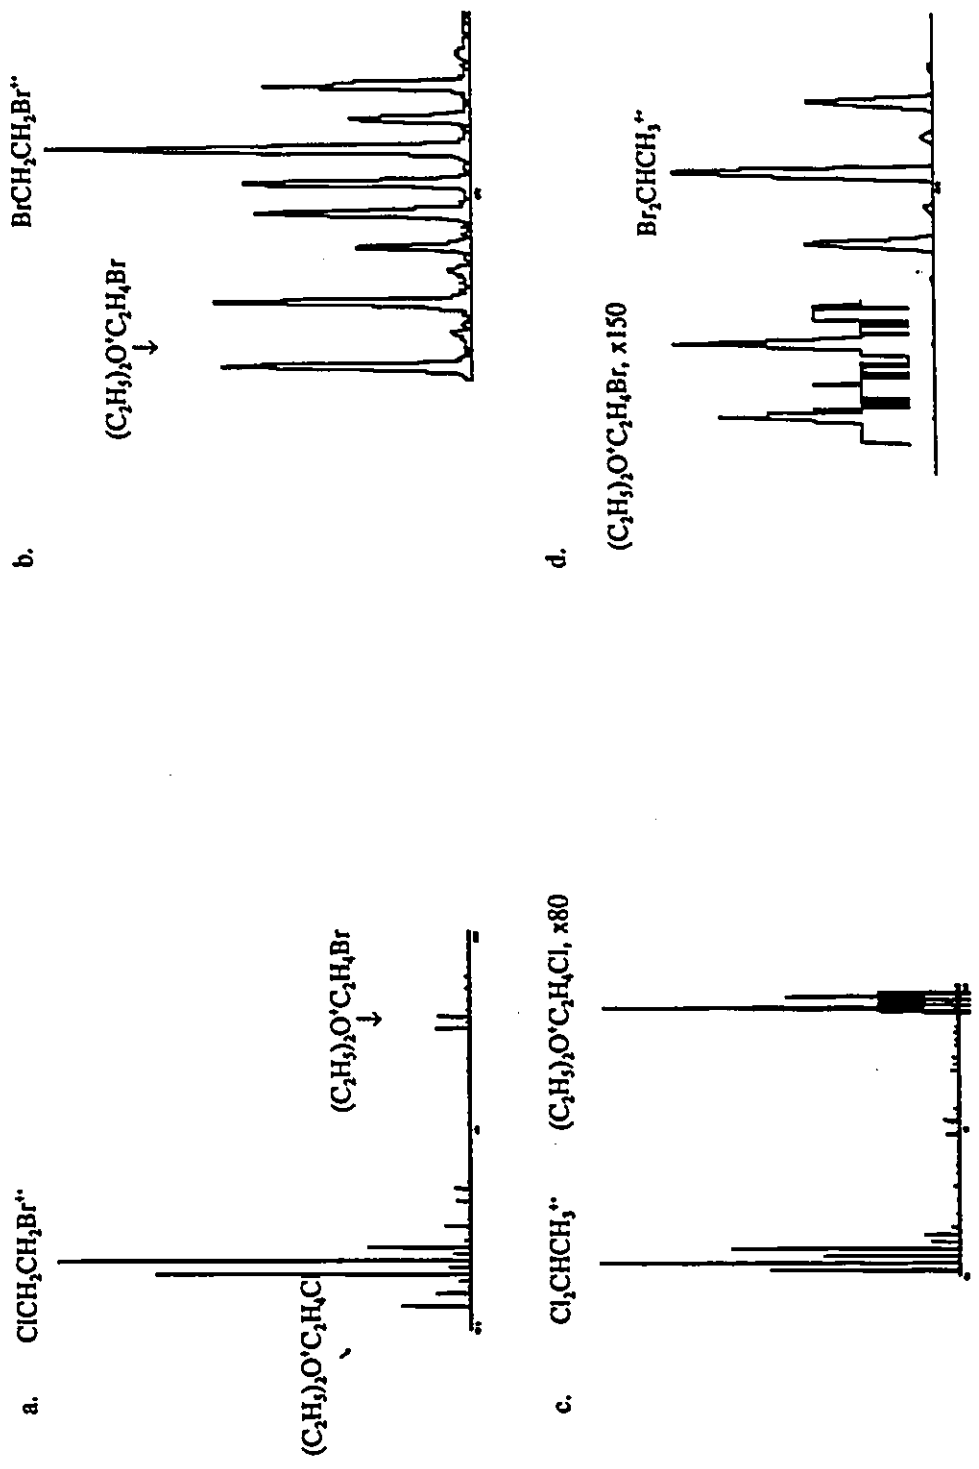 a. ClCH₂CH₂Br⁺·
(C₂H₅)₂O⁺C₂H₄Cl
(C₂H₅)₂O⁺C₂H₄Br
b. BrCH₂CH₂Br⁺·
(C₂H₅)₂O⁺C₂H₄Br
c. Cl₂CHCH₃⁺·
(C₂H₅)₂O⁺C₂H₄Cl, x80
d.
(C₂H₅)₂O⁺C₂H₄Br, x150
Br₂CHCH₃⁺·